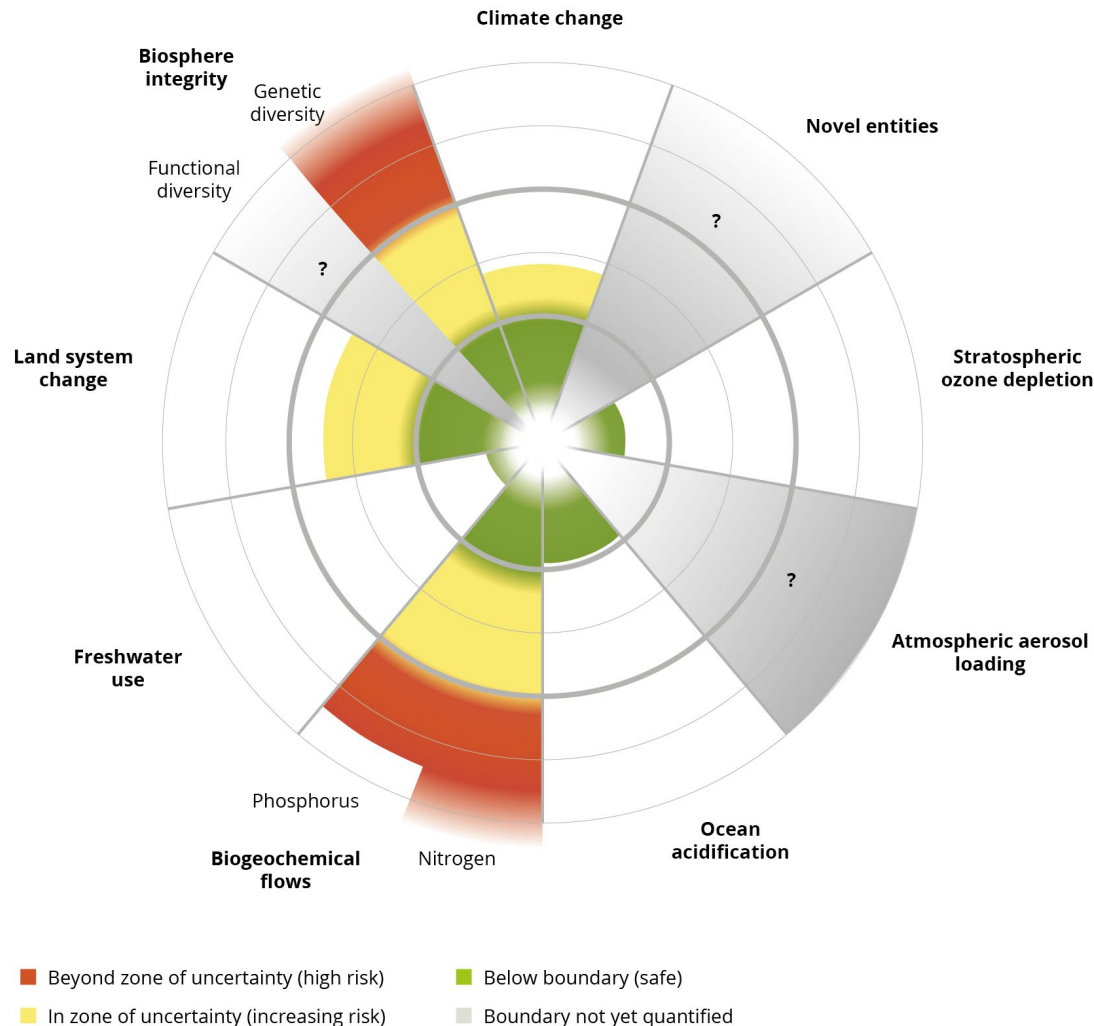 Climate change
Biosphere
integrity
Genetic
diversity
Novel entities
Functional
diversity
?
?
Land system
change
Stratospheric
ozone depletion
?
Atmospheric aerosol
loading
Freshwater
use
Phosphorus
Ocean
acidification
Biogeochemical
flows
Nitrogen
Beyond zone of uncertainty (high risk)
Below boundary (safe)
In zone of uncertainty (increasing risk)
Boundary not yet quantified